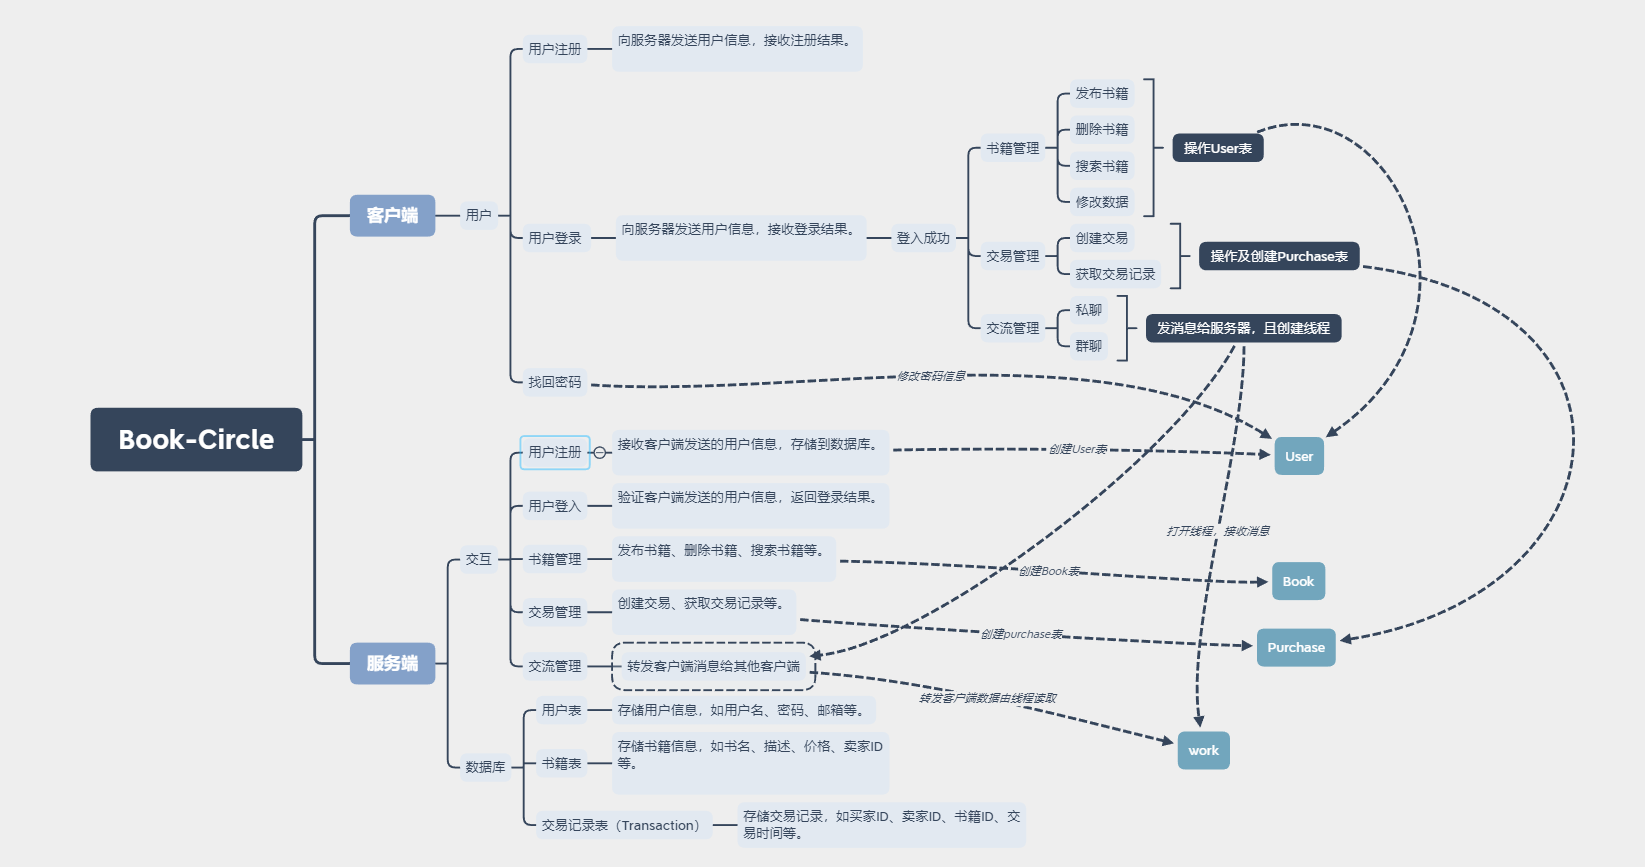 Book-Circle
客户端
用户
用户注册
向服务器发送用户信息，接收注册结果。
用户登录
向服务器发送用户信息，接收登录结果。
登入成功
书籍管理
发布书籍
删除书籍
搜索书籍
修改数据
操作User表
交易管理
创建交易
获取交易记录
操作及创建Purchase表
交流管理
私聊
群聊
发消息给服务器，且创建线程
找回密码
修改密码信息
服务端
交互
用户注册
接收客户端发送的用户信息，存储到数据库。
创建User表
User
用户登入
验证客户端发送的用户信息，返回登录结果。
打开线程，接收消息
书籍管理
发布书籍、删除书籍、搜索书籍等。
创建Book表
Book
交易管理
创建交易、获取交易记录等。
创建purchase表
Purchase
交流管理
转发客户端消息给其他客户端
转发客户端数据由线程读取
work
数据库
用户表
存储用户信息，如用户名、密码、邮箱等。
书籍表
存储书籍信息，如书名、描述、价格、卖家ID
等。
交易记录表（Transaction）
存储交易记录，如买家ID、卖家ID、书籍ID、交
易时间等。